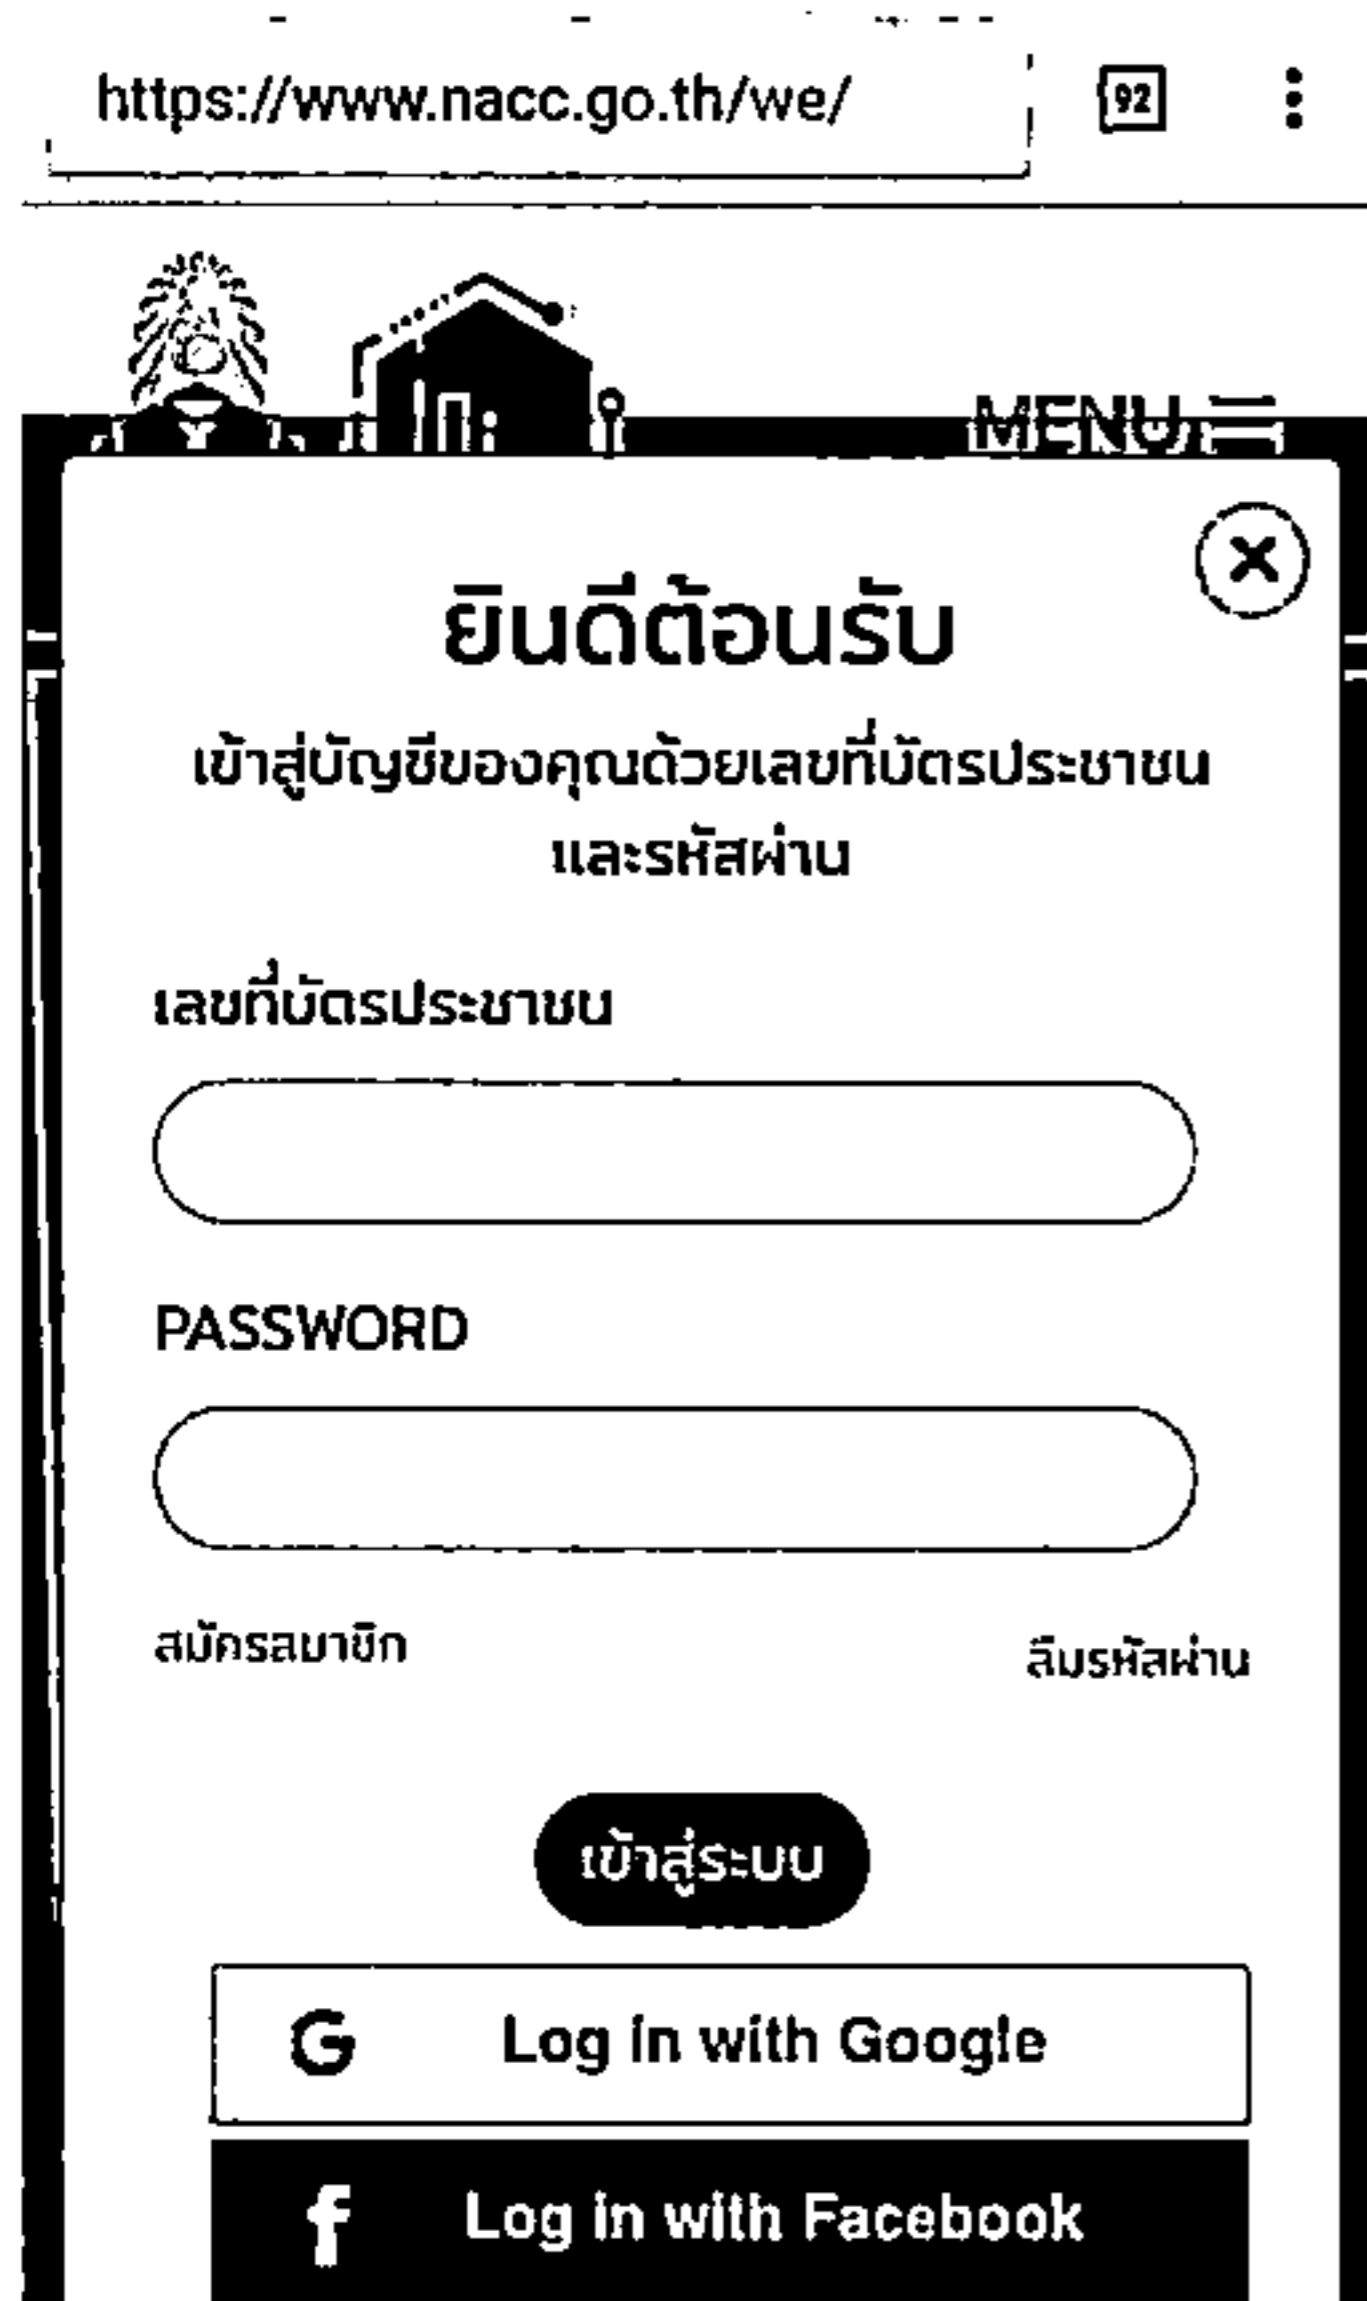 https://www.nacc.go.th/we/
92
MENU
ยินดีต้อนรับ
เข้าสู่บัญชีของคุณด้วยเลขที่บัตรประชาชน
และรหัสผ่าน
เลขที่บัตรประชาชน
PASSWORD
สมัครสมาชิก
ลืมรหัสผ่าน
เข้าสู่ระบบ
G Log in with Google
f Log in with Facebook